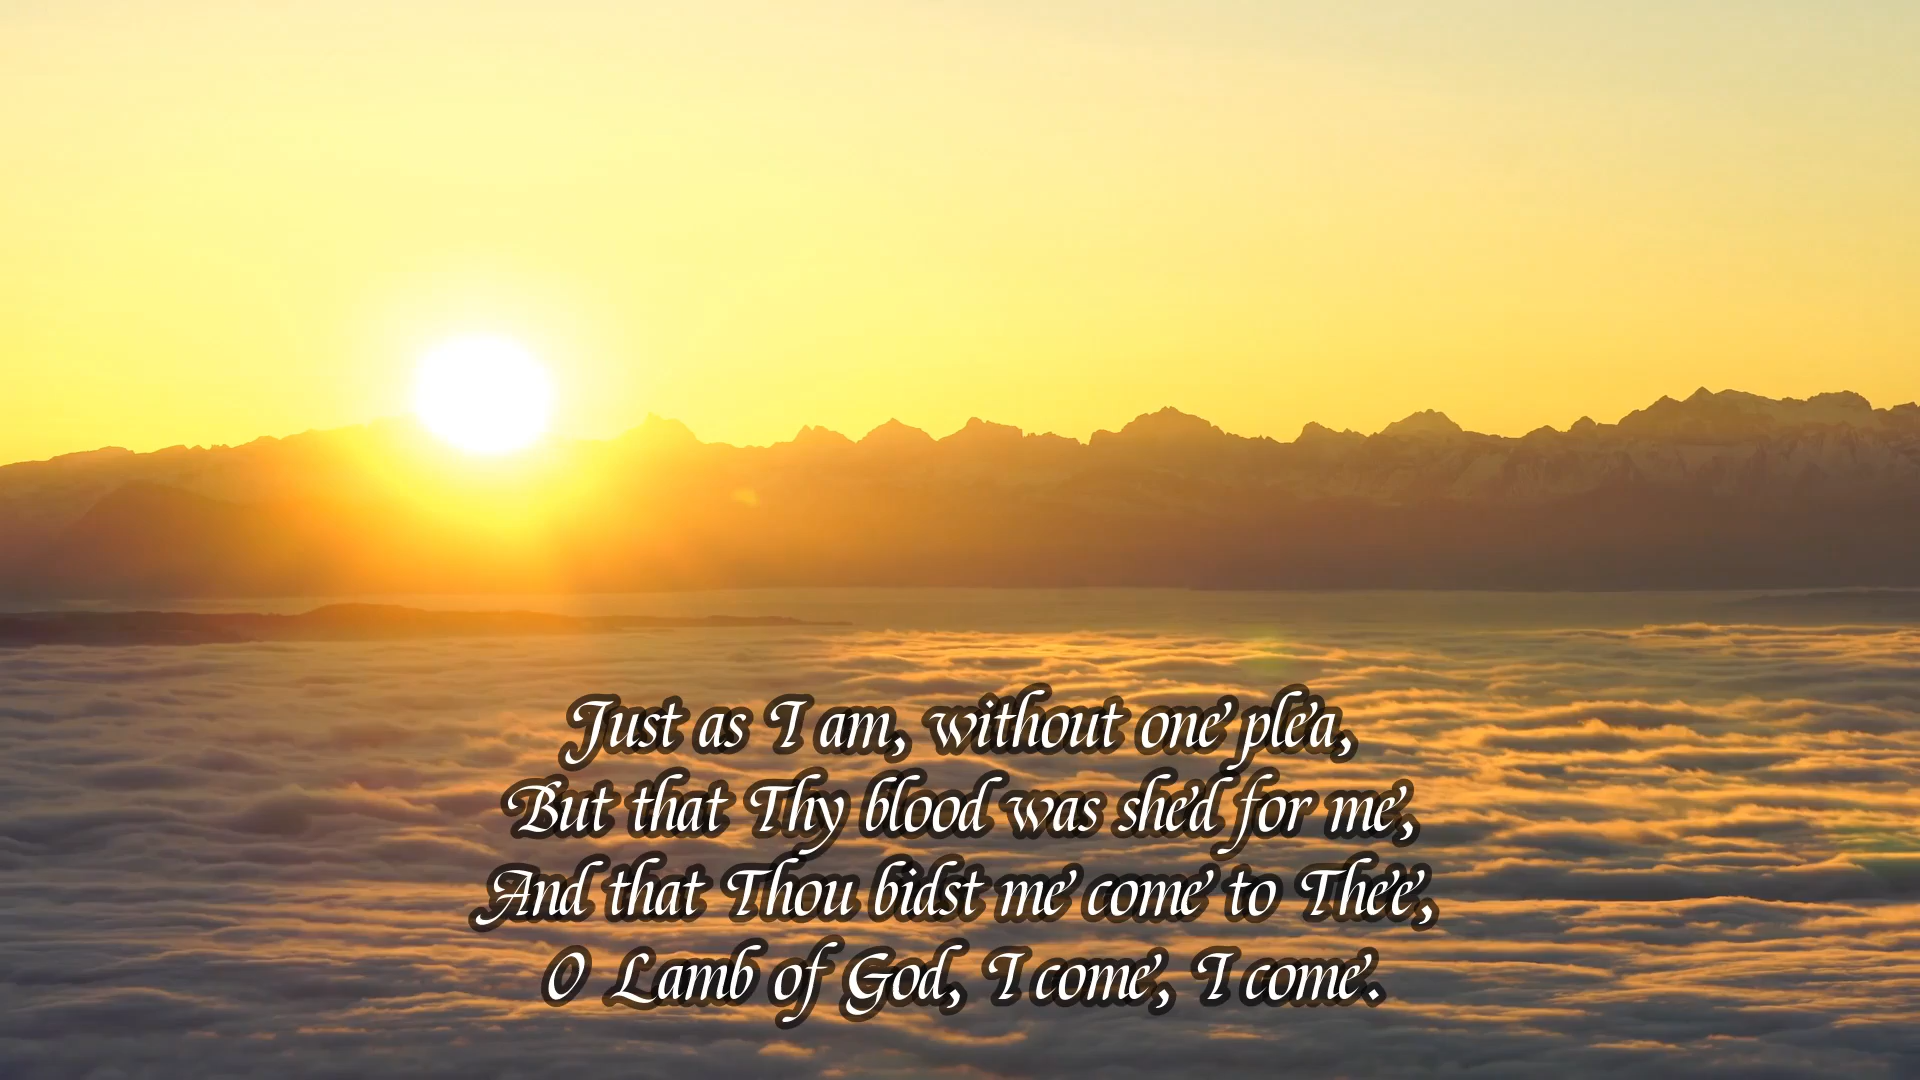 Just as I am, without one plea,
But that Thy blood was shed for me,
And that Thou bidst me come to Thee,
O Lamb of God, I come, I come.